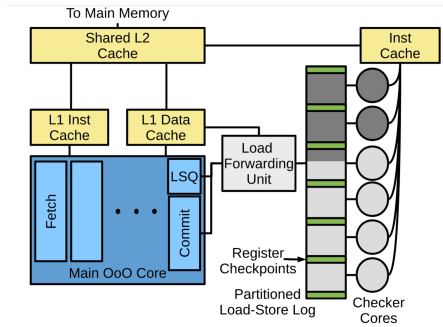 To Main Memory
Shared L2
Cache
Inst
Cache
L1 Inst
Cache
L1 Data
Cache
Load
Forwarding
Unit
LSQ
Fetch
Commit
Main OoO Core
Register
Checkpoints
Partitioned
Load-Store Log
Checker
Cores